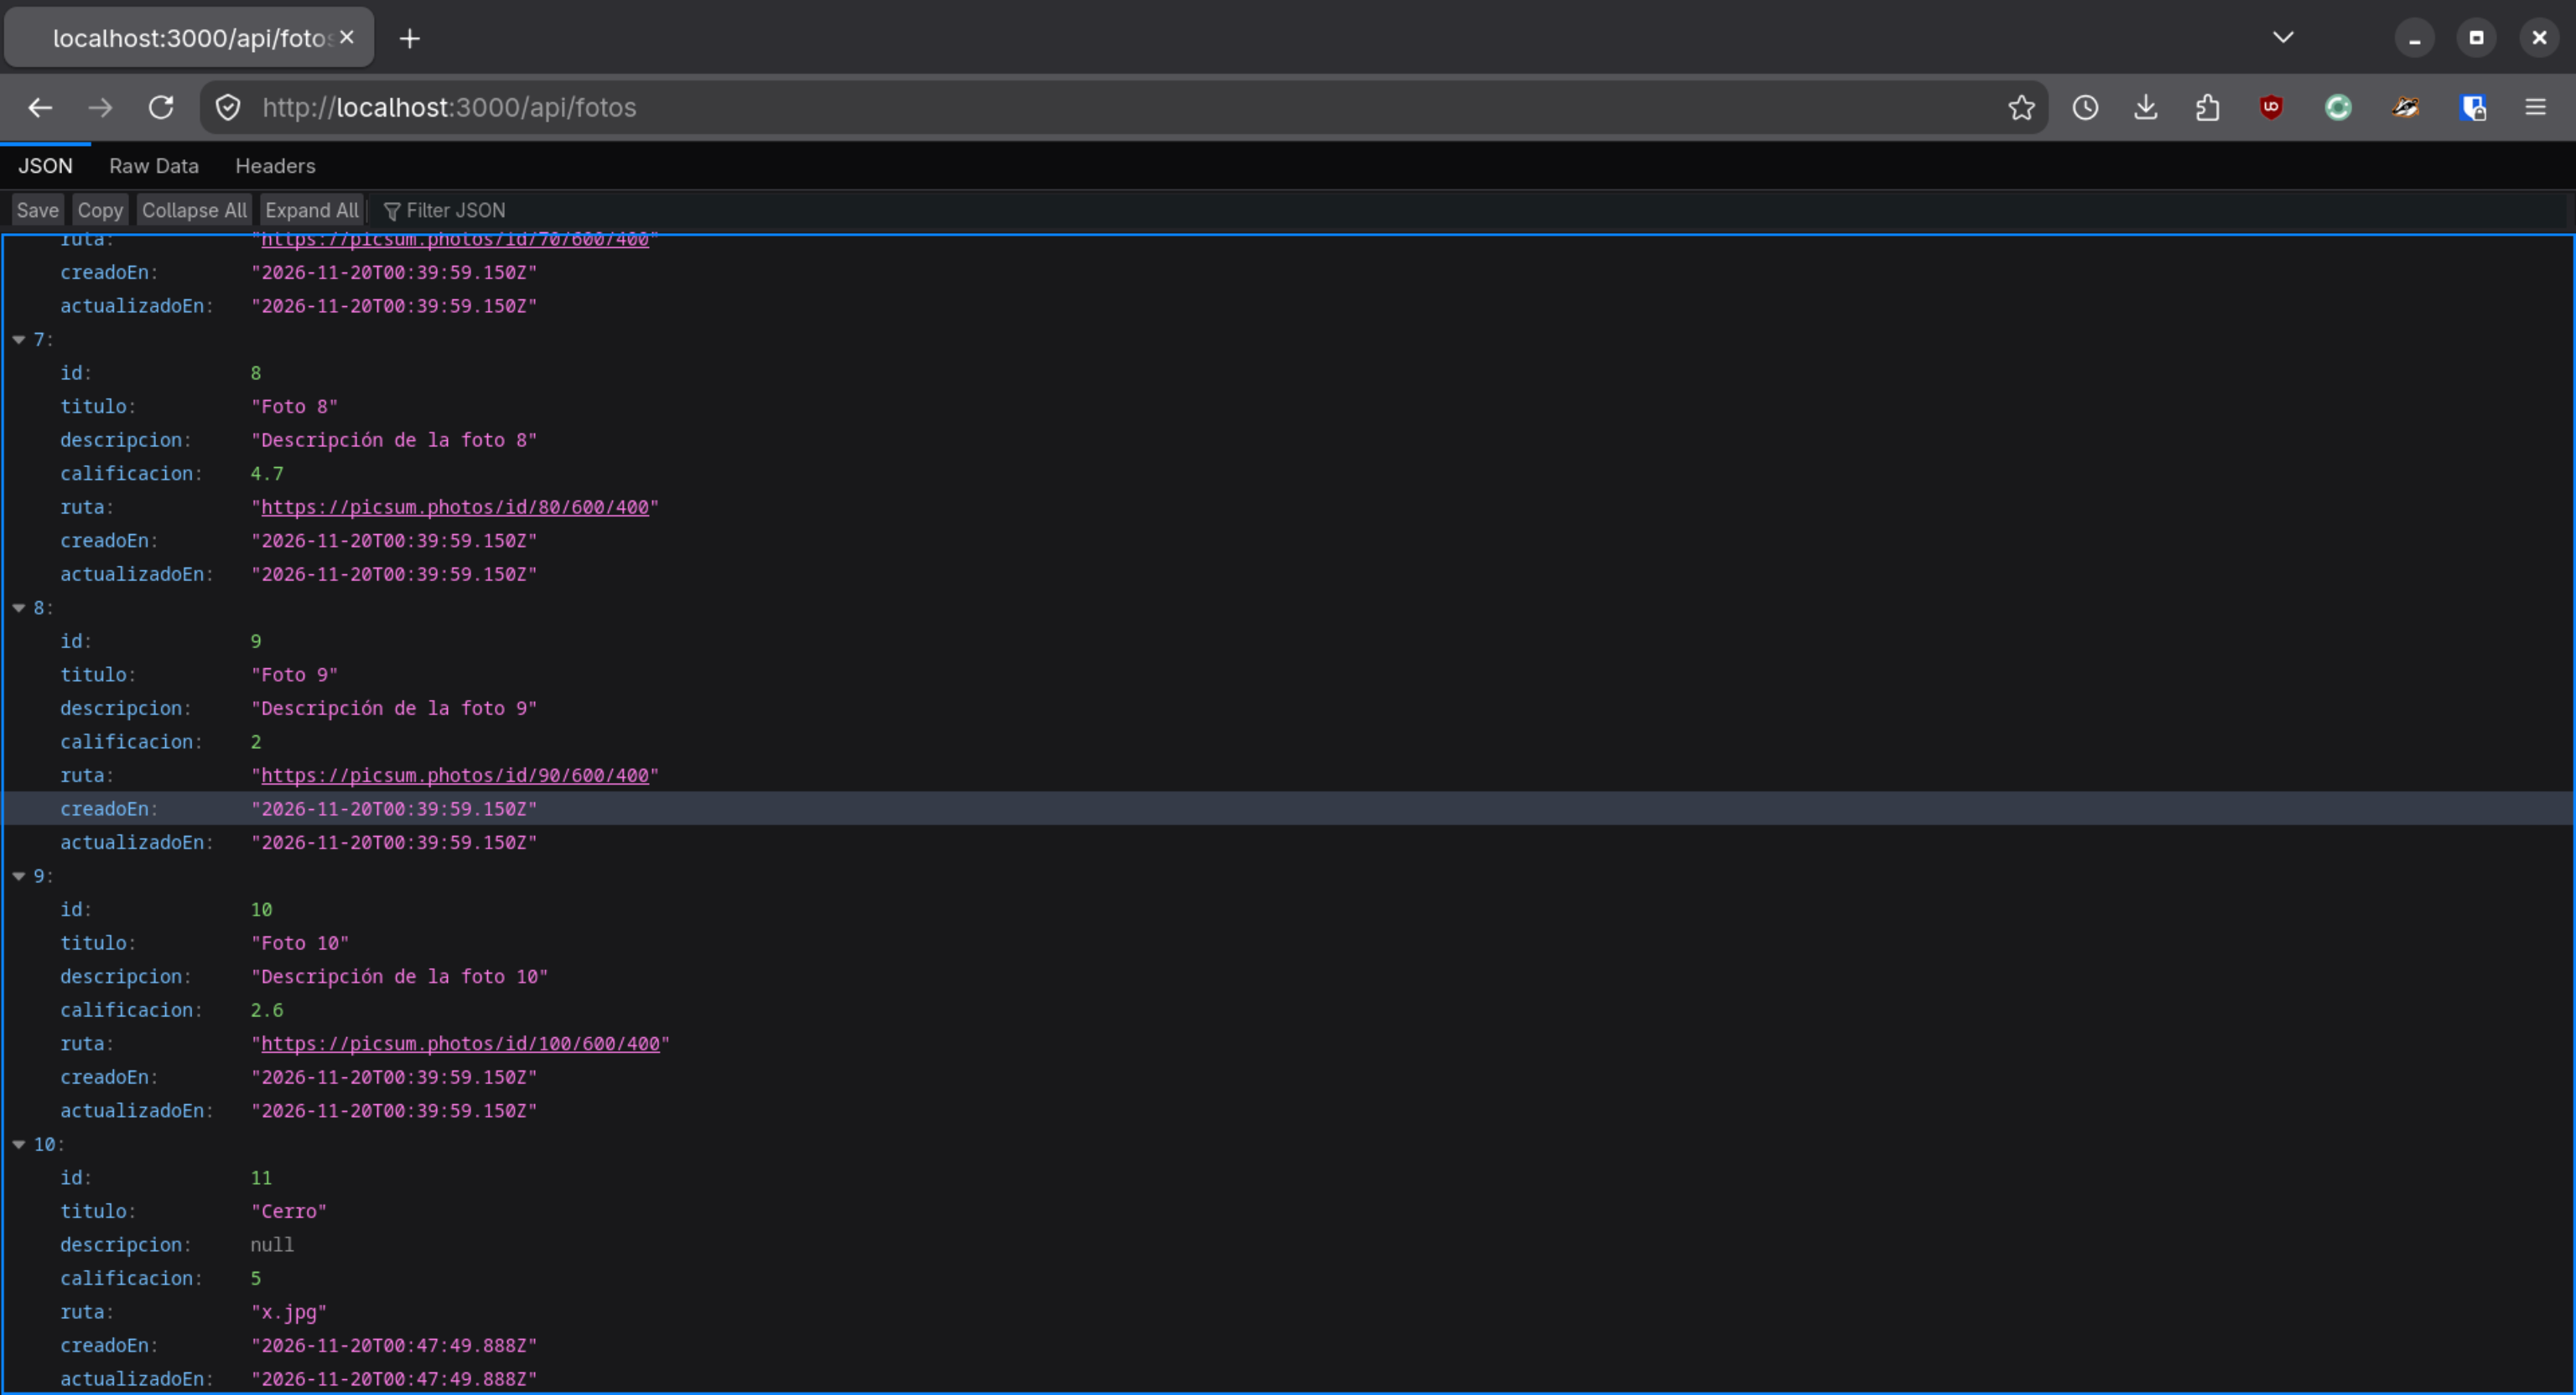 localhost:3000/api/fotos
http://localhost:3000/api/fotos
JSON Raw Data Headers
Save Copy Collapse All Expand All Filter JSON
ruta: "https://picsum.photos/id/70/600/400"
creadoEn: "2026-11-20T00:39:59.150Z"
actualizadoEn: "2026-11-20T00:39:59.150Z"
7:
id: 8
titulo: "Foto 8"
descripcion: "Descripción de la foto 8"
calificacion: 4.7
ruta: "https://picsum.photos/id/80/600/400"
creadoEn: "2026-11-20T00:39:59.150Z"
actualizadoEn: "2026-11-20T00:39:59.150Z"
8:
id: 9
titulo: "Foto 9"
descripcion: "Descripción de la foto 9"
calificacion: 2
ruta: "https://picsum.photos/id/90/600/400"
creadoEn: "2026-11-20T00:39:59.150Z"
actualizadoEn: "2026-11-20T00:39:59.150Z"
9:
id: 10
titulo: "Foto 10"
descripcion: "Descripción de la foto 10"
calificacion: 2.6
ruta: "https://picsum.photos/id/100/600/400"
creadoEn: "2026-11-20T00:39:59.150Z"
actualizadoEn: "2026-11-20T00:39:59.150Z"
10:
id: 11
titulo: "Cerro"
descripcion: null
calificacion: 5
ruta: "x.jpg"
creadoEn: "2026-11-20T00:47:49.888Z"
actualizadoEn: "2026-11-20T00:47:49.888Z"